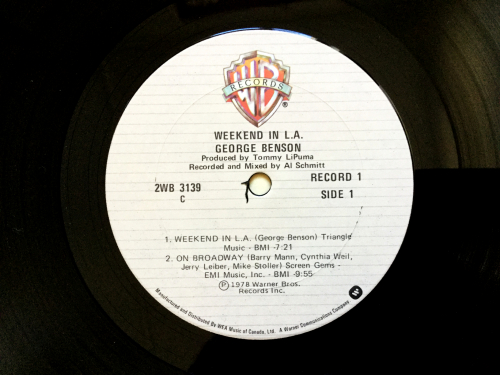 WB
RECORDS
®
WEEKEND IN L.A.
GEORGE BENSON
Produced by Tommy LiPuma
Recorded and Mixed by Al Schmitt
2WB 3139
C
RECORD 1
SIDE 1
1. WEEKEND IN L.A. (George Benson) Triangle
Music - BMI -7:21
2. ON BROADWAY (Barry Mann, Cynthia Weil,
Jerry Leiber, Mike Stoller) Screen Gems -
EMI Music, Inc. - BMI -9:55
℗ 1978 Warner Bros.
Records Inc.
Manufactured and Distributed By WEA Music of Canada, Ltd. A Warner Communications Company